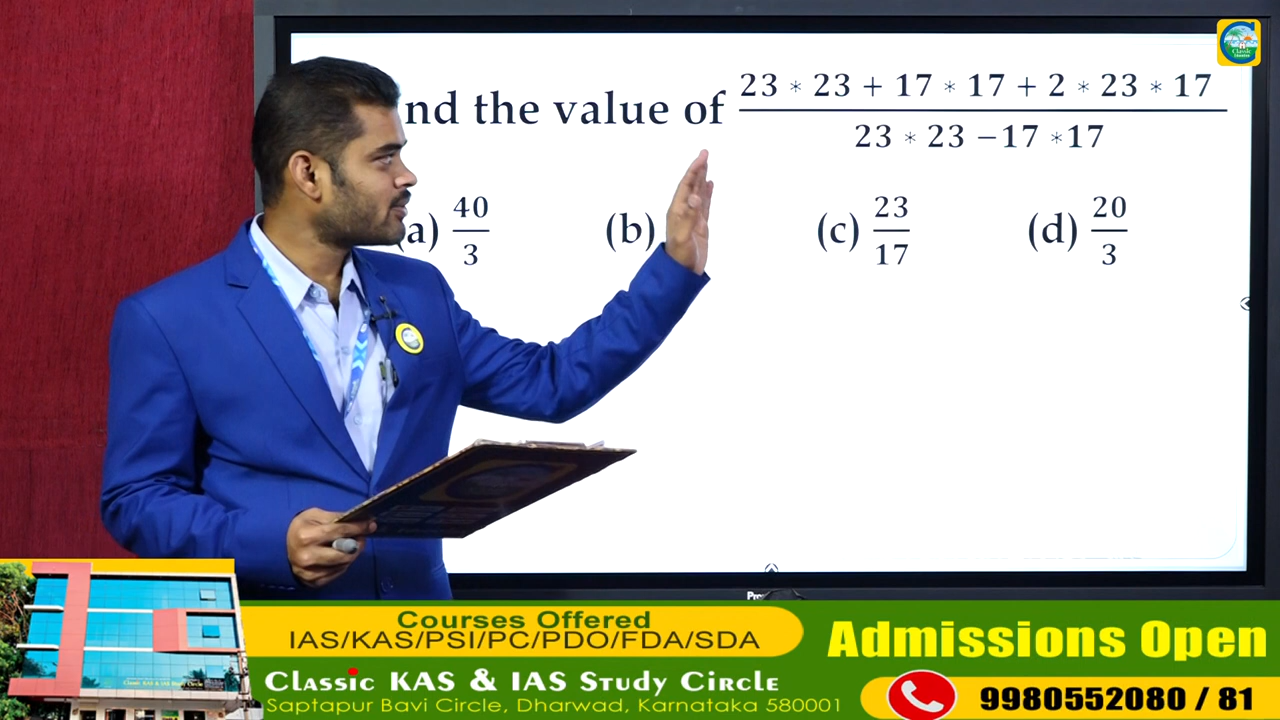 nd the value of 23 * 23 + 17 * 17 + 2 * 23 * 17 / 23 * 23 − 17 * 17
a) 40/3 (b) (c) 23/17 (d) 20/3
Courses Offered
IAS/KAS/PSI/PC/PDO/FDA/SDA
Classic KAS & IAS Study Circle
Saptapur Bavi Circle, Dharwad, Karnataka 580001
Admissions Open
9980552080 / 81